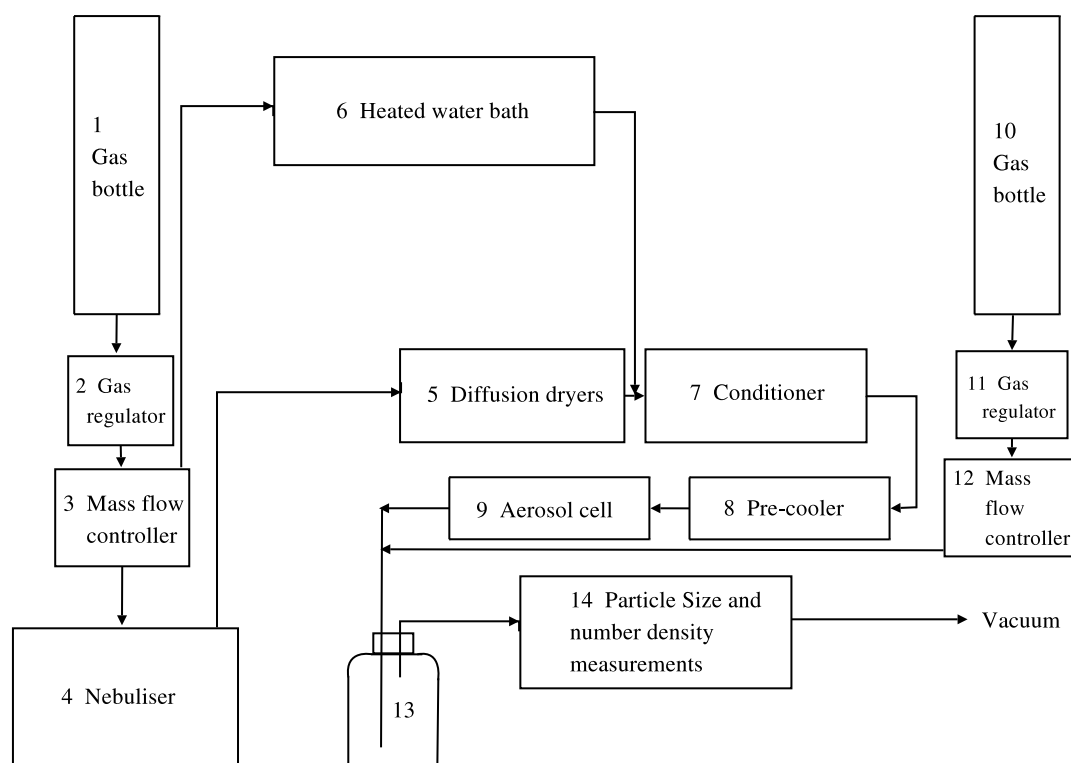 1
Gas
bottle
6 Heated water bath
10
Gas
bottle
2 Gas
regulator
5 Diffusion dryers
7 Conditioner
11 Gas
regulator
3 Mass flow
controller
9 Aerosol cell
8 Pre-cooler
12 Mass
flow
controller
14 Particle Size and
number density
measurements
Vacuum
4 Nebuliser
13